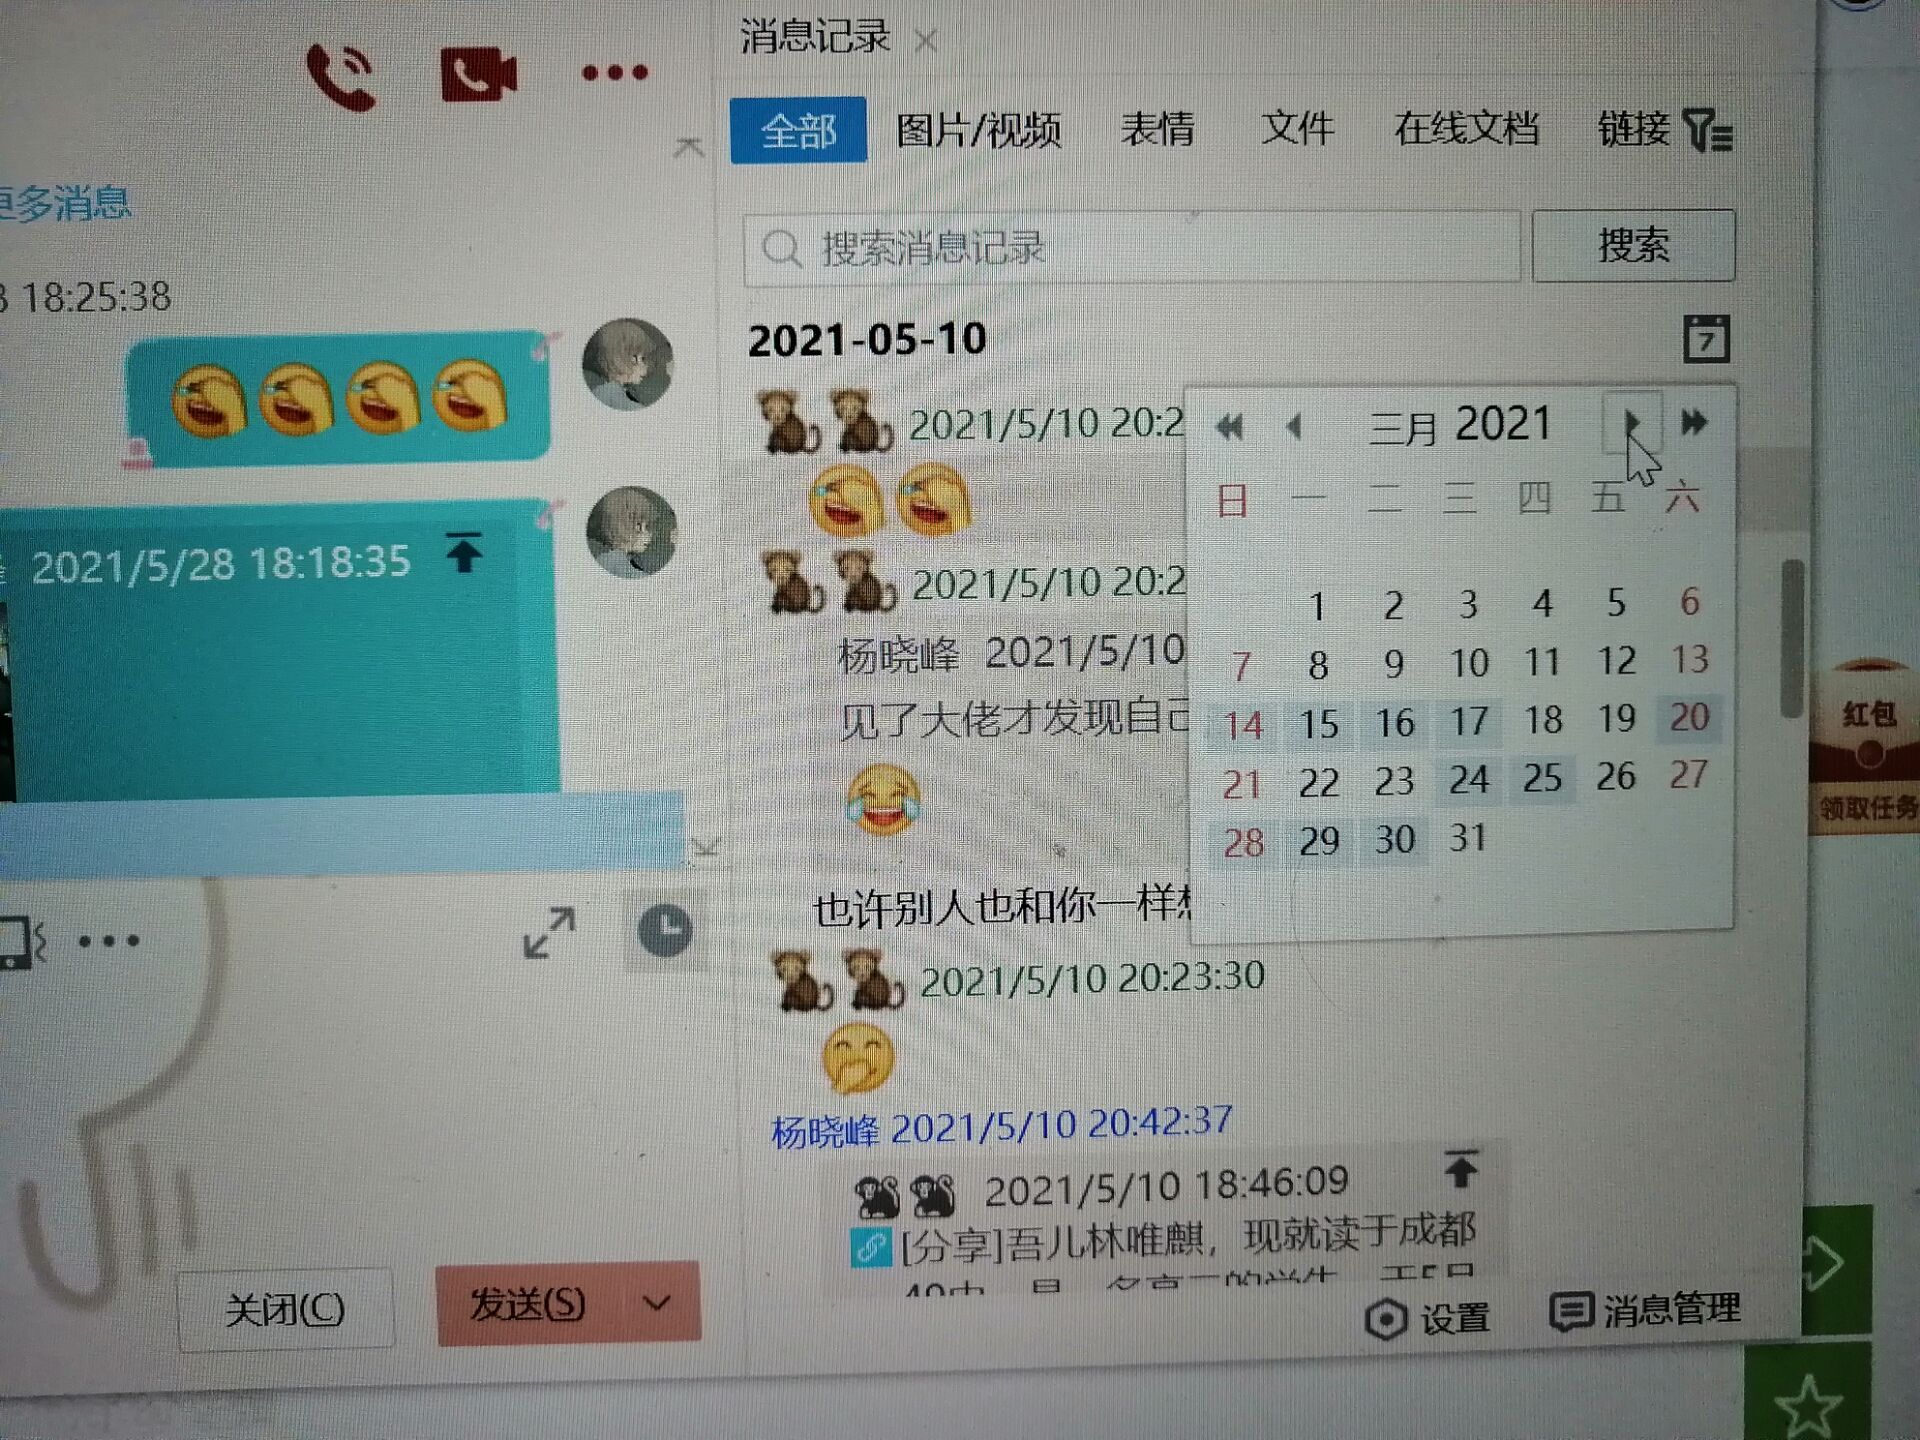 消息记录
全部 图片/视频 表情 文件 在线文档 链接
更多消息
搜索消息记录 搜索
18:25:38
2021-05-10
7
2021/5/10 20:2
三月 2021
日 一 二 三 四 五 六
1 2 3 4 5 6
7 8 9 10 11 12 13
14 15 16 17 18 19 20
21 22 23 24 25 26 27
28 29 30 31
2021/5/28 18:18:35
2021/5/10 20:2
杨晓峰 2021/5/10
见了大佬才发现自己
也许别人也和你一样想
2021/5/10 20:23:30
杨晓峰 2021/5/10 20:42:37
2021/5/10 18:46:09
[分享]吾儿林唯麒，现就读于成都
关闭(C) 发送(S)
设置 消息管理
红包
领取任务